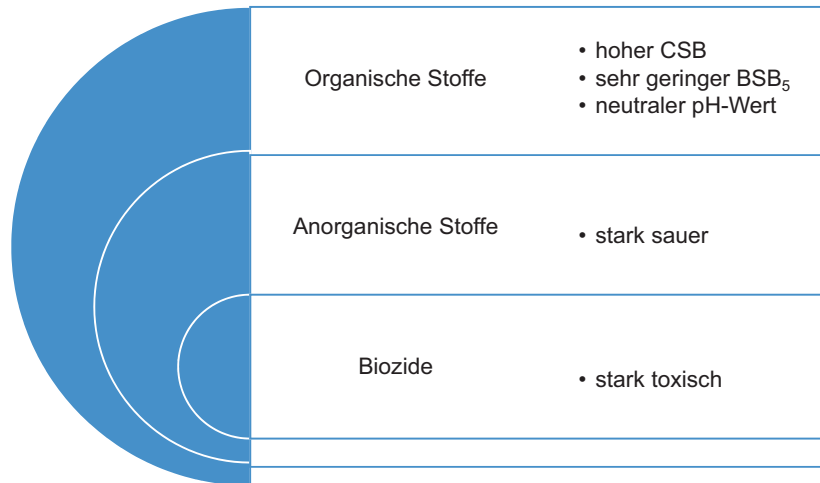 Organische Stoffe
• hoher CSB
• sehr geringer BSB₅
• neutraler pH-Wert
Anorganische Stoffe
• stark sauer
Biozide
• stark toxisch